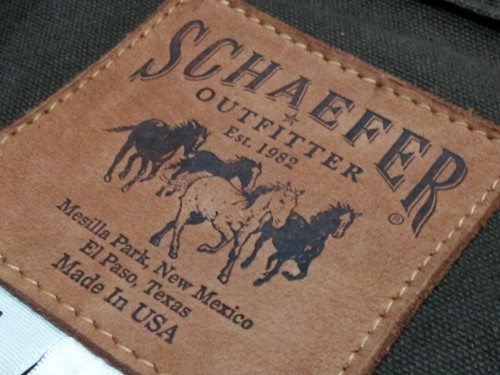 SCHAEFER
OUTFITTER
Est. 1982
®
Mesilla Park, New Mexico
El Paso, Texas
Made In USA